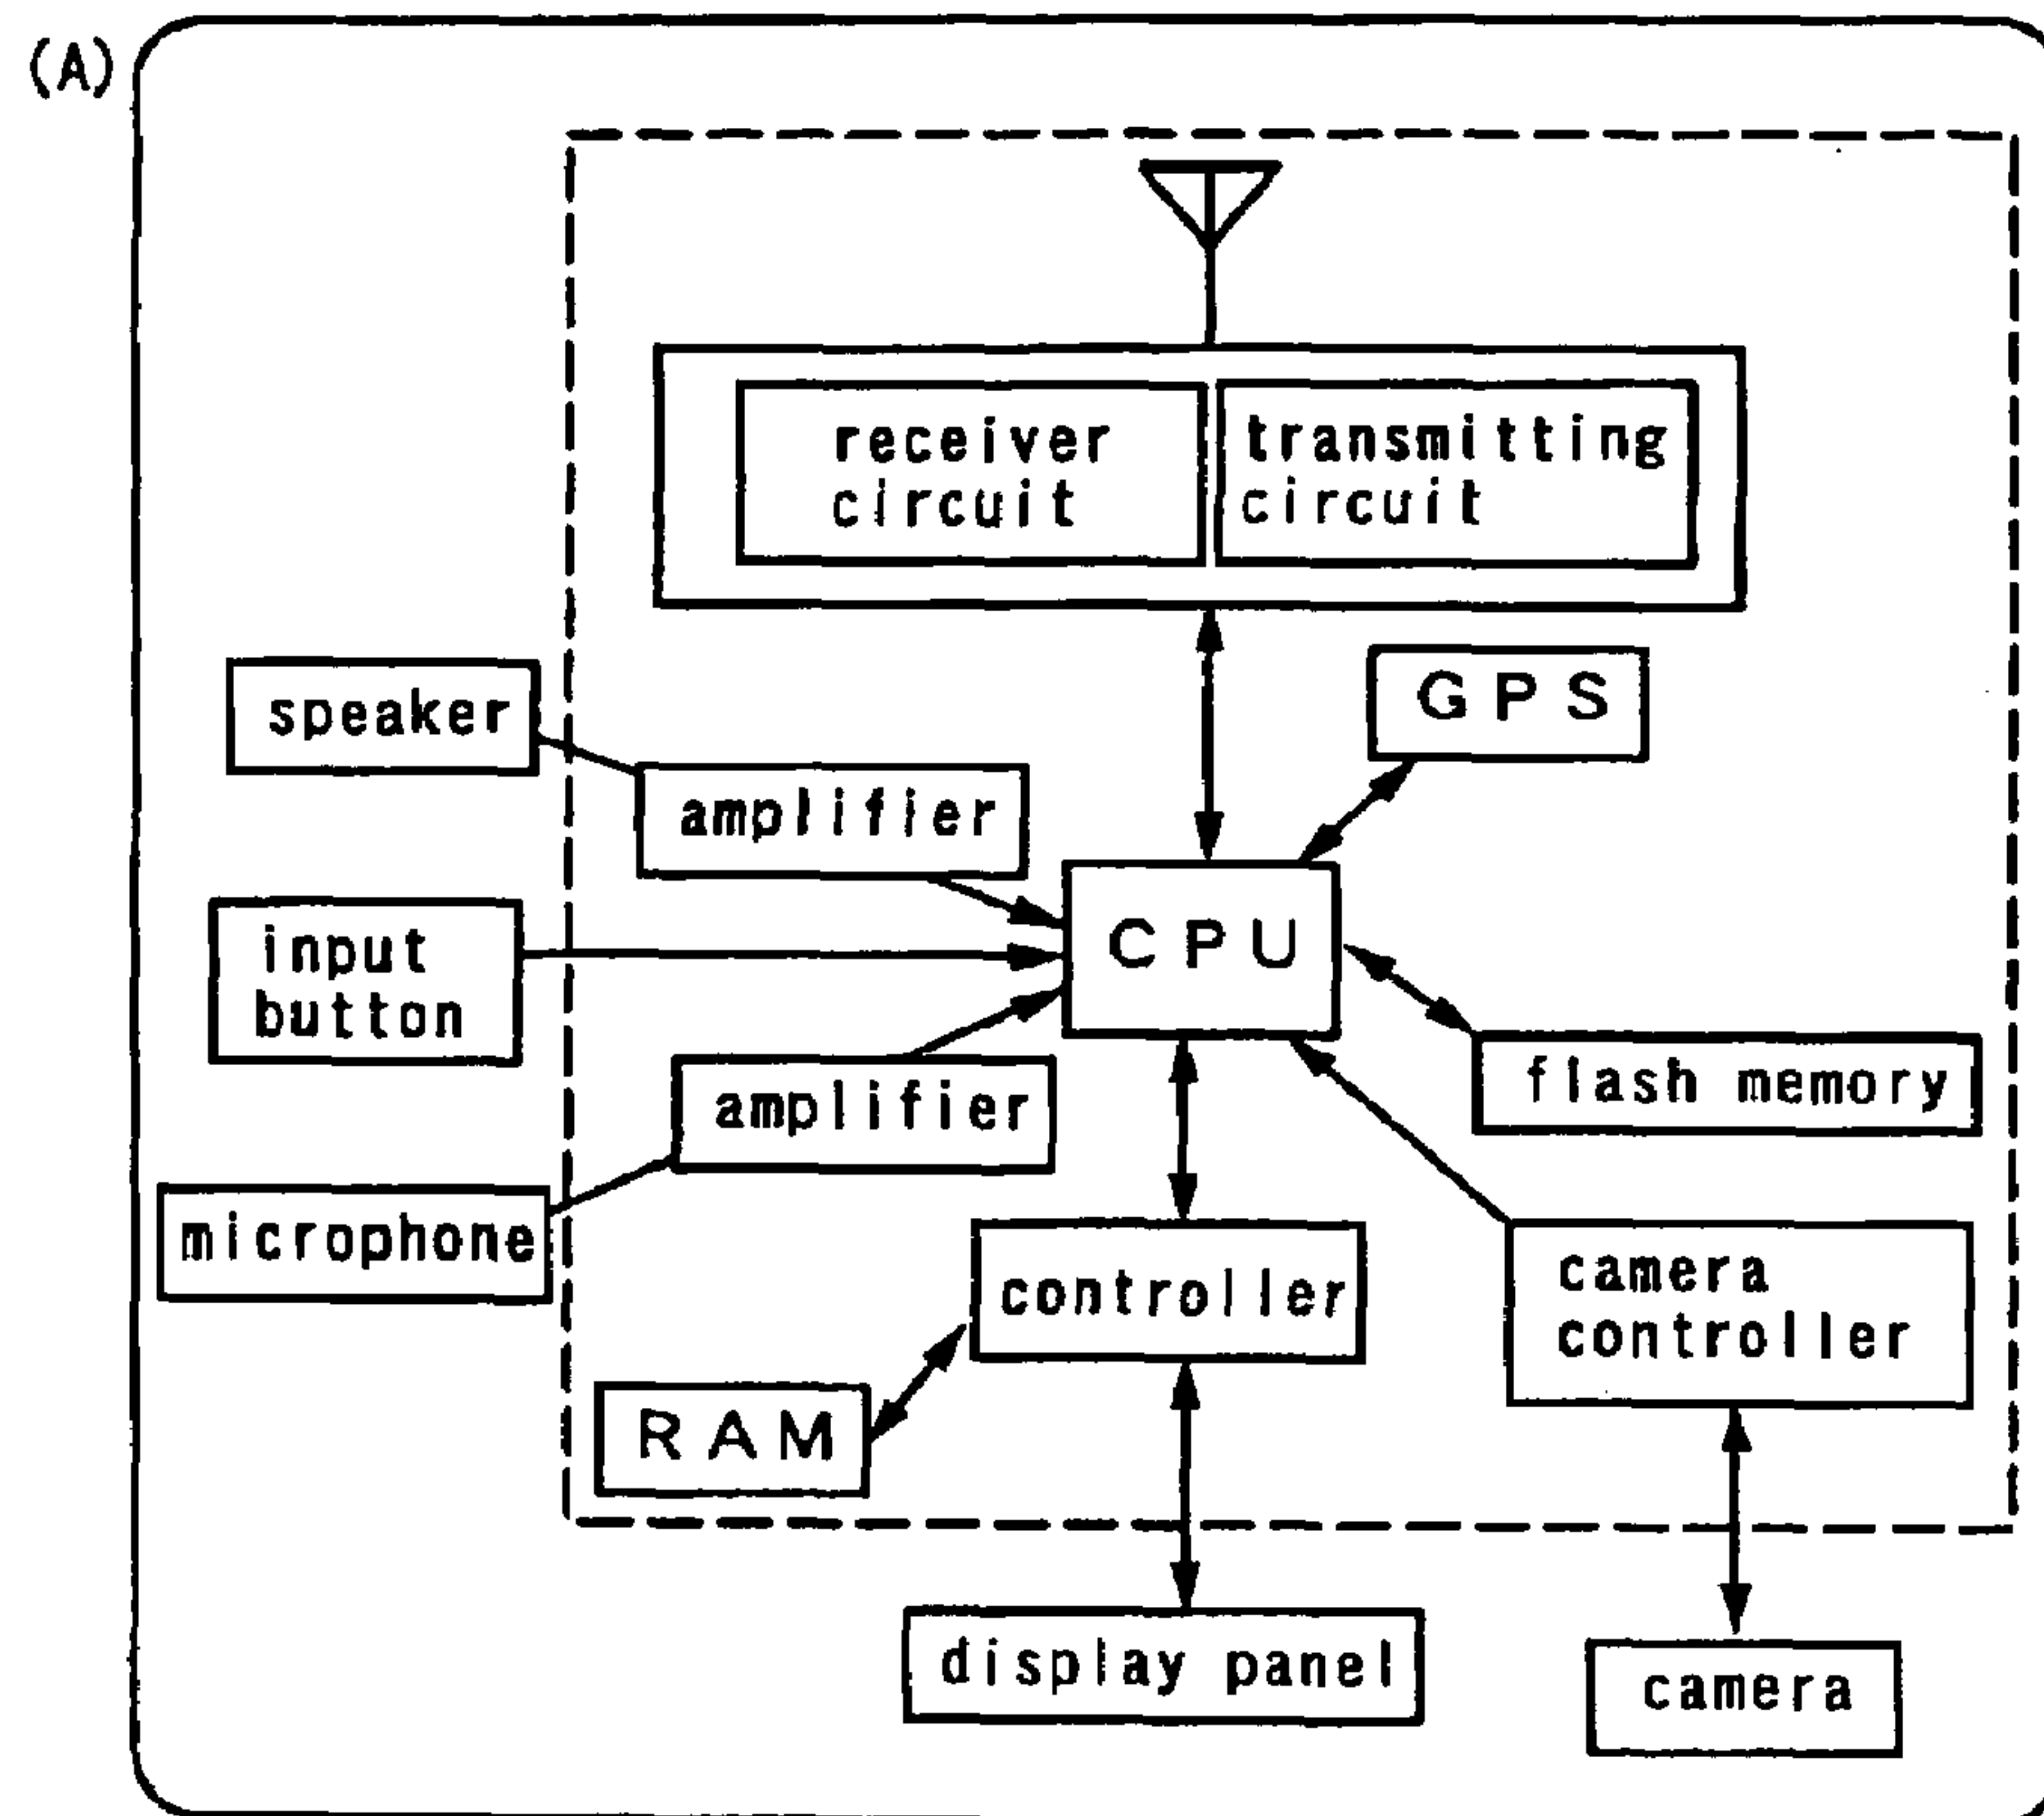 (A)
receiver
circuit
transmitting
circuit
GPS
speaker
amplifier
CPU
input
button
flash memory
amplifier
microphone
controller
camera
controller
RAM
display panel
camera